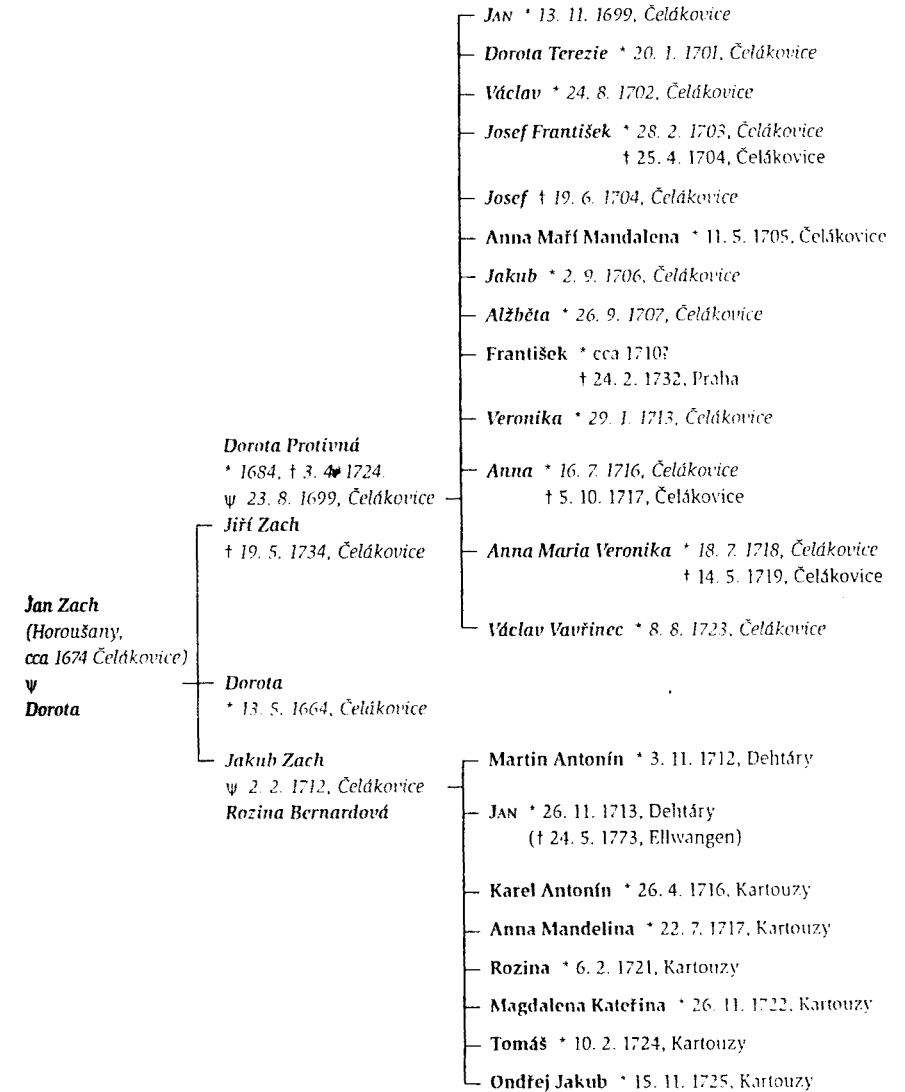 JAN * 13. 11. 1699, Čelákovice
Dorota Terezie * 20. 1. 1701, Čelákovice
Václav * 24. 8. 1702, Čelákovice
Josef František * 28. 2. 1703, Čelákovice
† 25. 4. 1704, Čelákovice
Josef † 19. 6. 1704, Čelákovice
Anna Maří Mandalena * 11. 5. 1705, Čelákovice
Jakub * 2. 9. 1706, Čelákovice
Alžběta * 26. 9. 1707, Čelákovice
František * cca 1710?
† 24. 2. 1732, Praha
Veronika * 29. 1. 1713, Čelákovice
Anna * 16. 7. 1716, Čelákovice
† 5. 10. 1717, Čelákovice
Anna Maria Veronika * 18. 7. 1718, Čelákovice
† 14. 5. 1719, Čelákovice
Václav Vavřinec * 8. 8. 1723, Čelákovice
Dorota Protivná
* 1684, † 3. 4. 1724
ψ 23. 8. 1699, Čelákovice
Jiří Zach
† 19. 5. 1734, Čelákovice
Jan Zach
(Horoušany,
cca 1674 Čelákovice)
ψ
Dorota
Dorota
* 13. 5. 1664, Čelákovice
Jakub Zach
ψ 2. 2. 1712, Čelákovice
Rozina Bernardová
Martin Antonín * 3. 11. 1712, Dehtáry
JAN * 26. 11. 1713, Dehtáry
(† 24. 5. 1773, Ellwangen)
Karel Antonín * 26. 4. 1716, Kartouzy
Anna Mandelina * 22. 7. 1717, Kartouzy
Rozina * 6. 2. 1721, Kartouzy
Magdalena Kateřina * 26. 11. 1722, Kartouzy
Tomáš * 10. 2. 1724, Kartouzy
Ondřej Jakub * 15. 11. 1725, Kartouzy